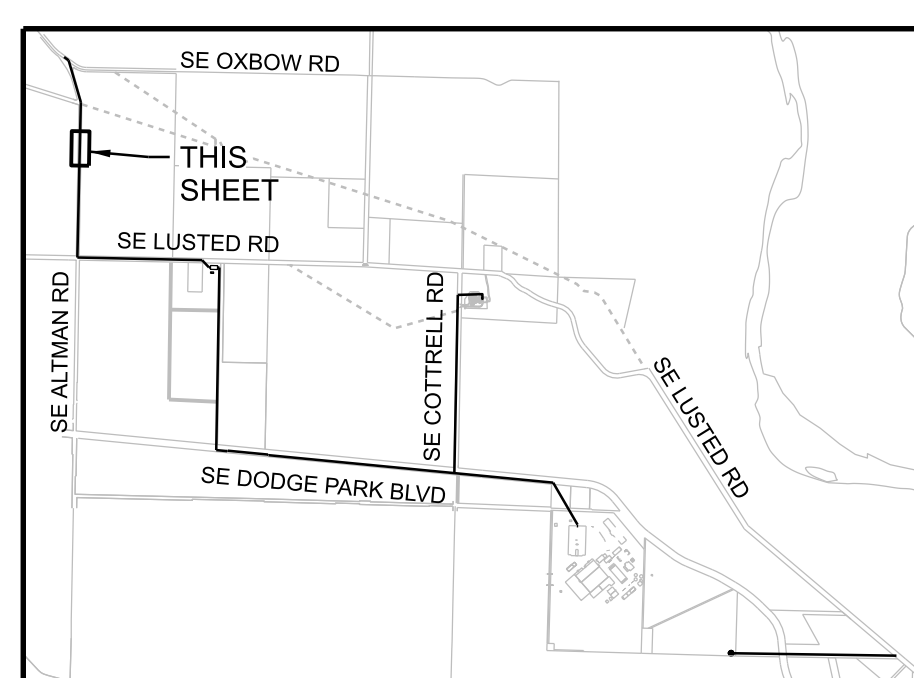 SE OXBOW RD
THIS
SHEET
SE LUSTED RD
SE ALTMAN RD
SE COTTRELL RD
SE LUSTED RD
SE DODGE PARK BLVD